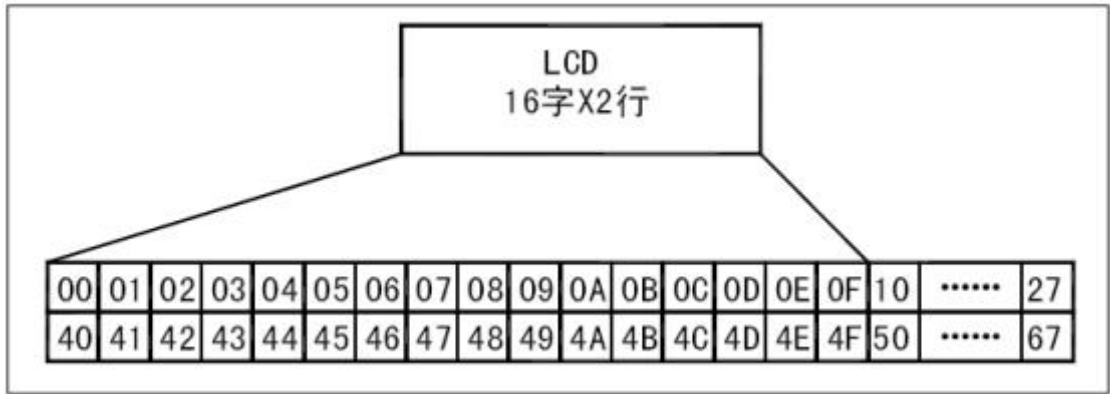 LCD
16字X2行
00 01 02 03 04 05 06 07 08 09 0A 0B 0C 0D 0E 0F 10 ······ 27
40 41 42 43 44 45 46 47 48 49 4A 4B 4C 4D 4E 4F 50 ······ 67